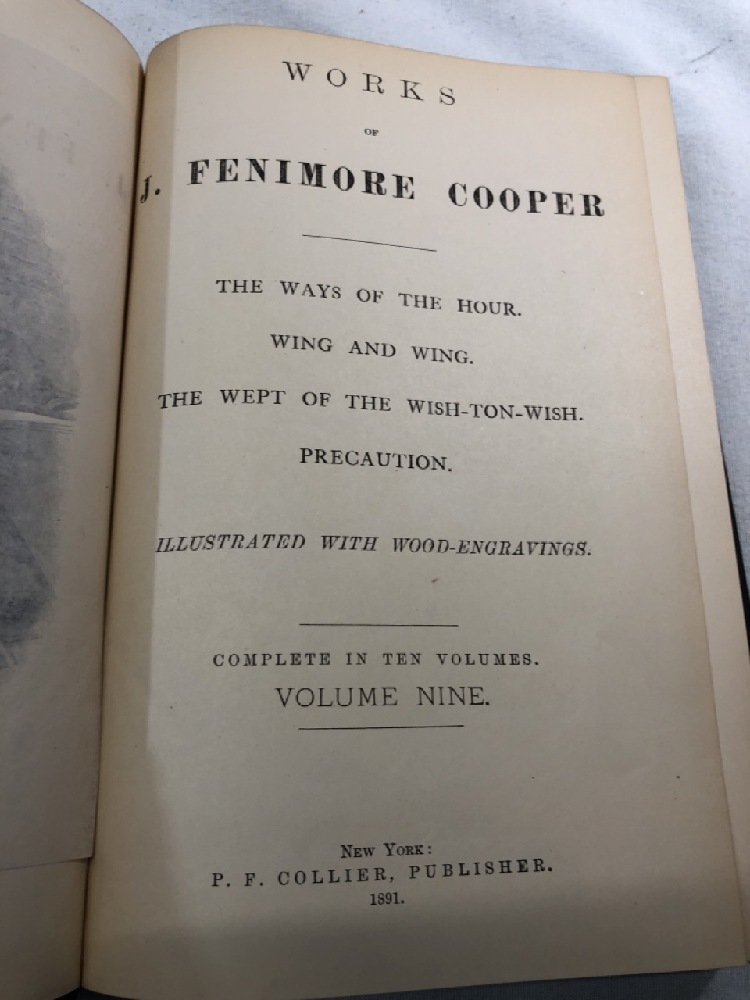 WORKS
OF
J. FENIMORE COOPER
THE WAYS OF THE HOUR.
WING AND WING.
THE WEPT OF THE WISH-TON-WISH.
PRECAUTION.
ILLUSTRATED WITH WOOD-ENGRAVINGS.
COMPLETE IN TEN VOLUMES.
VOLUME NINE.
NEW YORK:
P. F. COLLIER, PUBLISHER.
1891.